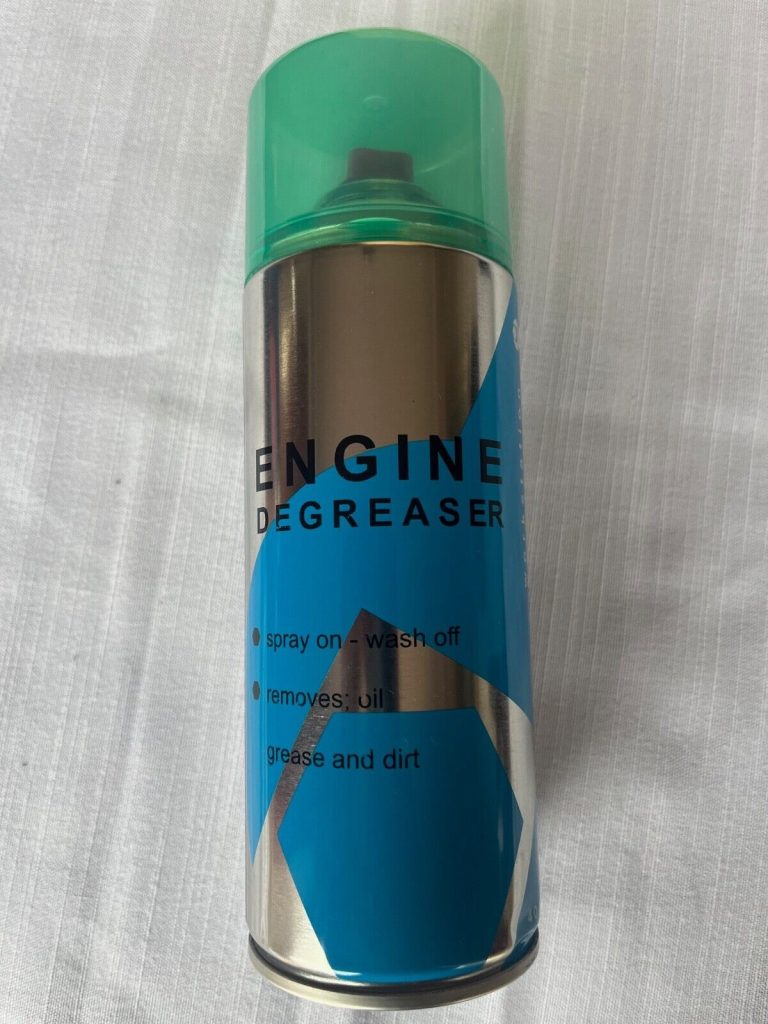 ENGINE
DEGREASER
spray on - wash off
removes; oil
grease and dirt